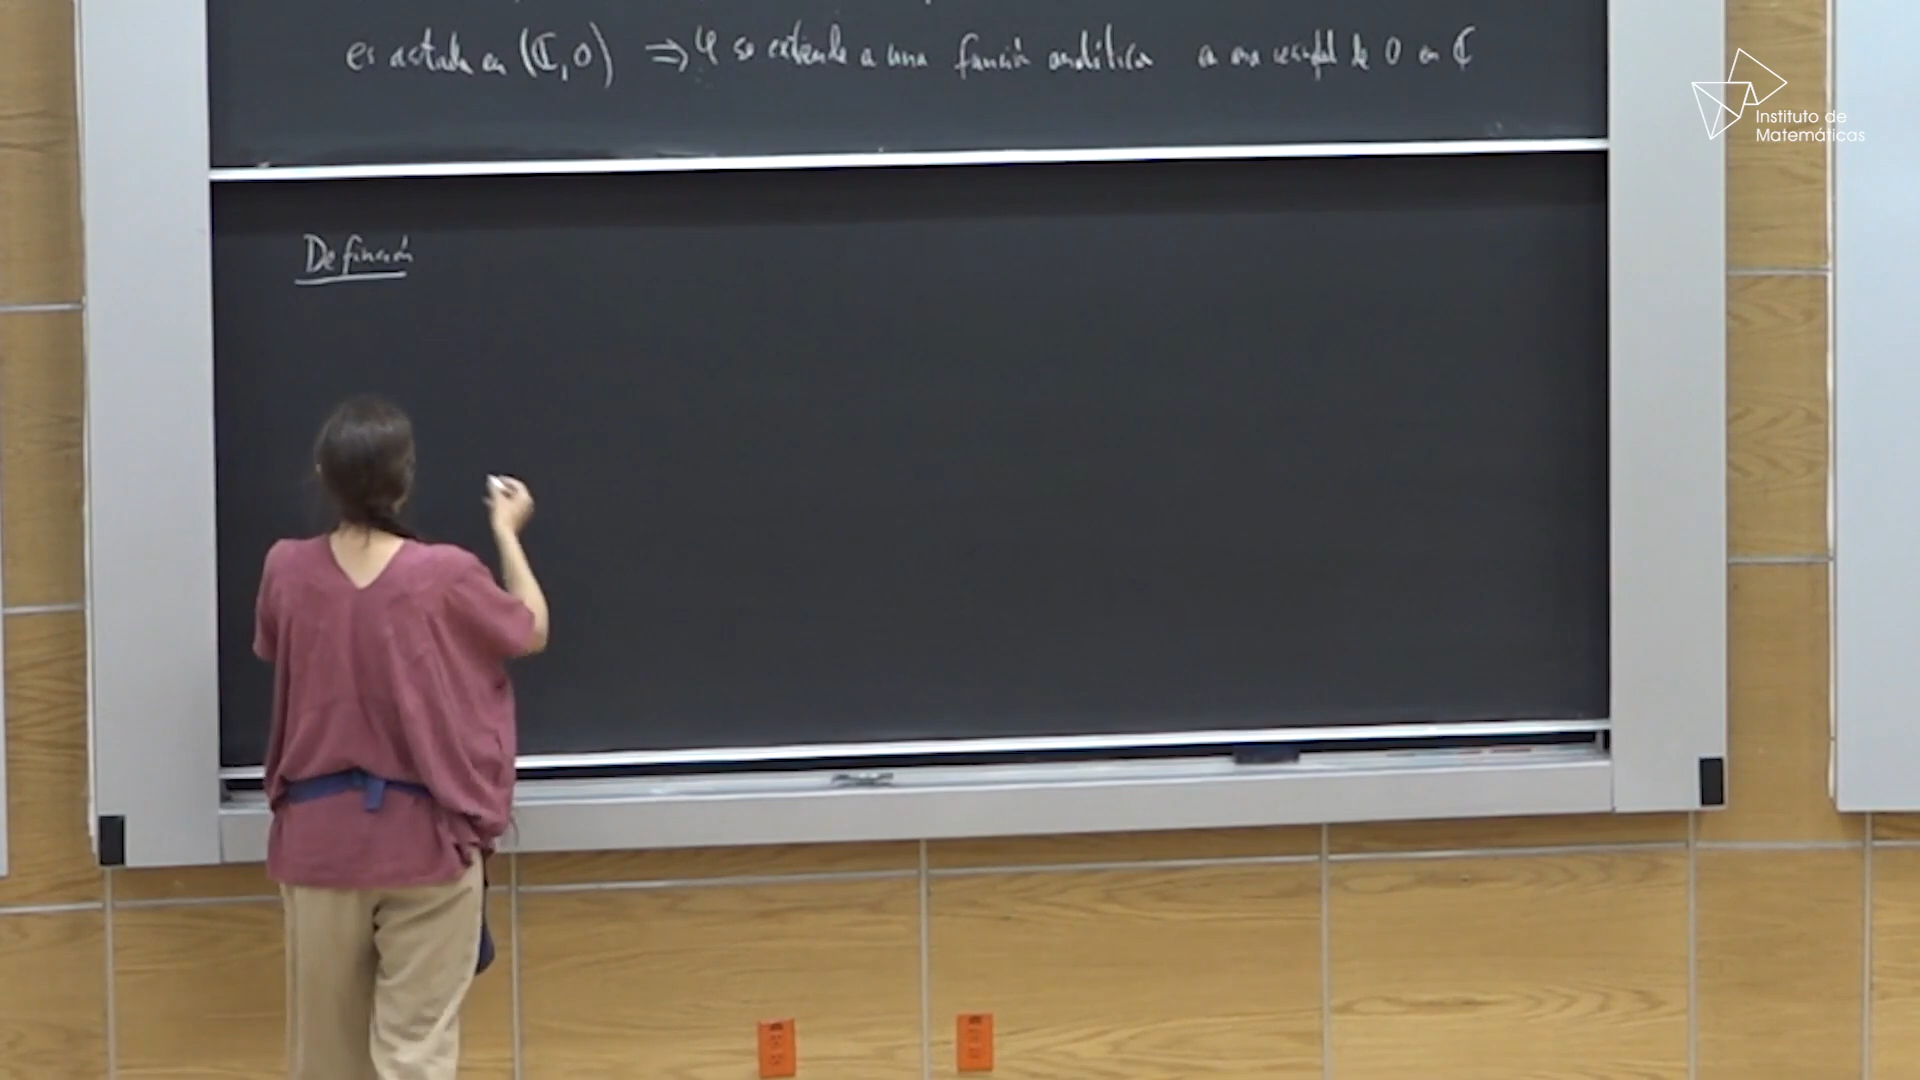 es acotada en (ℂ, 0) ⇒ φ se extiende a una función analítica en una vecindad de 0 en ℂ
Instituto de
Matemáticas
Definición